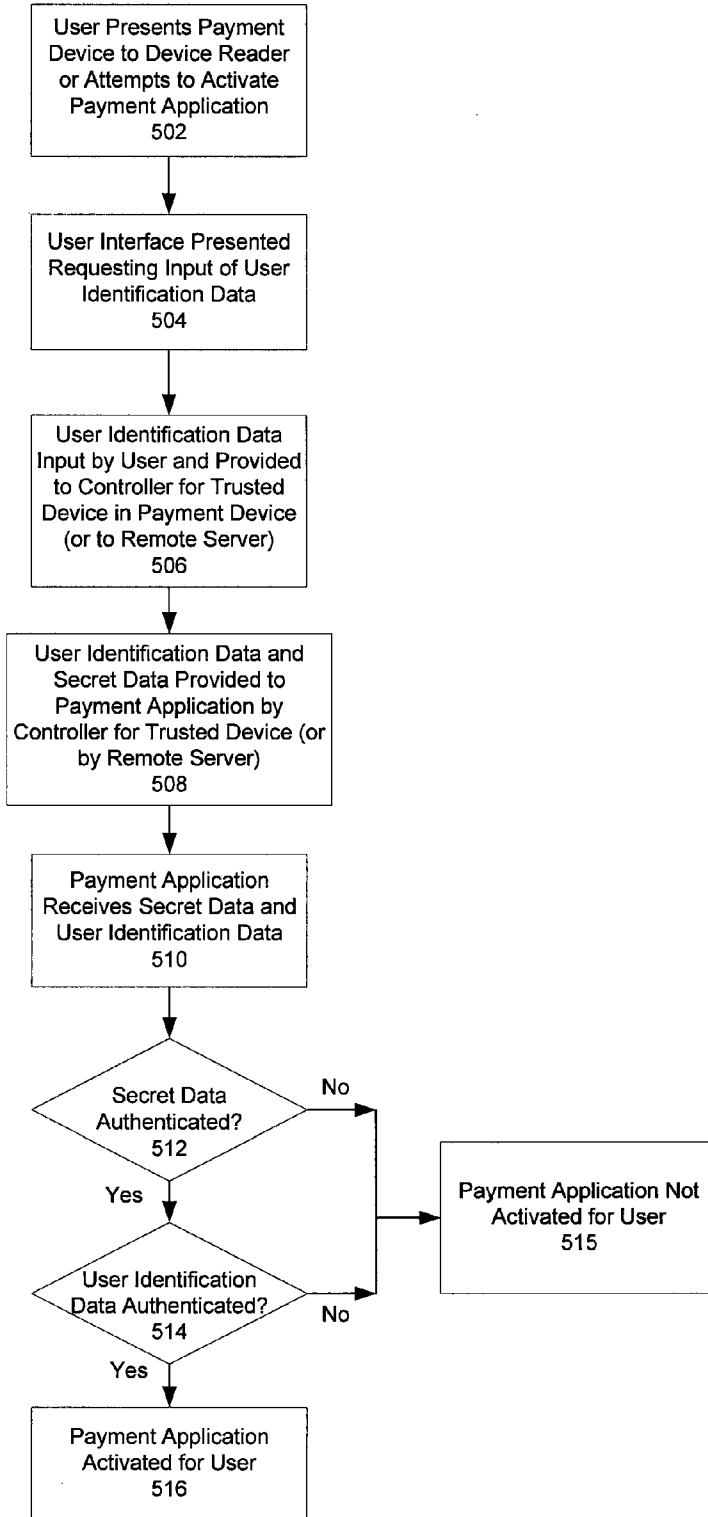 User Presents Payment
Device to Device Reader
or Attempts to Activate
Payment Application
502
User Interface Presented
Requesting Input of User
Identification Data
504
User Identification Data
Input by User and Provided
to Controller for Trusted
Device in Payment Device
(or to Remote Server)
506
User Identification Data and
Secret Data Provided to
Payment Application by
Controller for Trusted Device (or
by Remote Server)
508
Payment Application
Receives Secret Data and
User Identification Data
510
Secret Data
Authenticated?
512
No
Yes
User Identification
Data Authenticated?
514
No
Yes
Payment Application Not
Activated for User
515
Payment Application
Activated for User
516